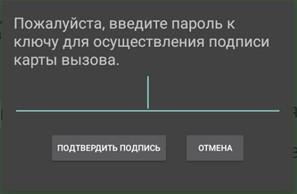 Пожалуйста, введите пароль к
ключу для осуществления подписи
карты вызова.
ПОДТВЕРДИТЬ ПОДПИСЬ ОТМЕНА